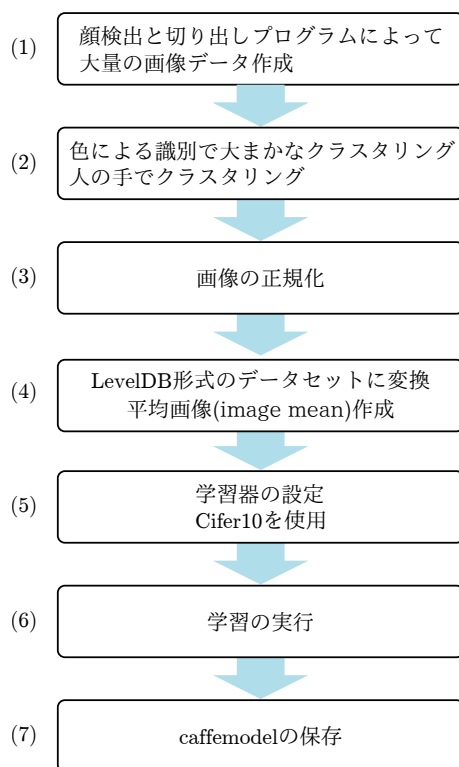 (1)
顔検出と切り出しプログラムによって
大量の画像データ作成
(2)
色による識別で大まかなクラスタリング
人の手でクラスタリング
(3)
画像の正規化
(4)
LevelDB形式のデータセットに変換
平均画像(image mean)作成
(5)
学習器の設定
Cifer10を使用
(6)
学習の実行
(7)
caffemodelの保存